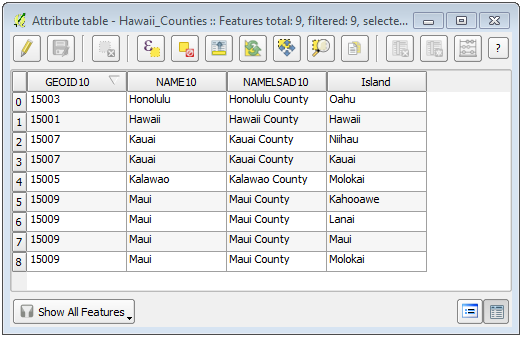 Attribute table - Hawaii_Counties :: Features total: 9, filtered: 9, selecte...
?
GEOID10 NAME10 NAMELSAD10 Island
0 15003 Honolulu Honolulu County Oahu
1 15001 Hawaii Hawaii County Hawaii
2 15007 Kauai Kauai County Niihau
3 15007 Kauai Kauai County Kauai
4 15005 Kalawao Kalawao County Molokai
5 15009 Maui Maui County Kahooawe
6 15009 Maui Maui County Lanai
7 15009 Maui Maui County Maui
8 15009 Maui Maui County Molokai
Show All Features